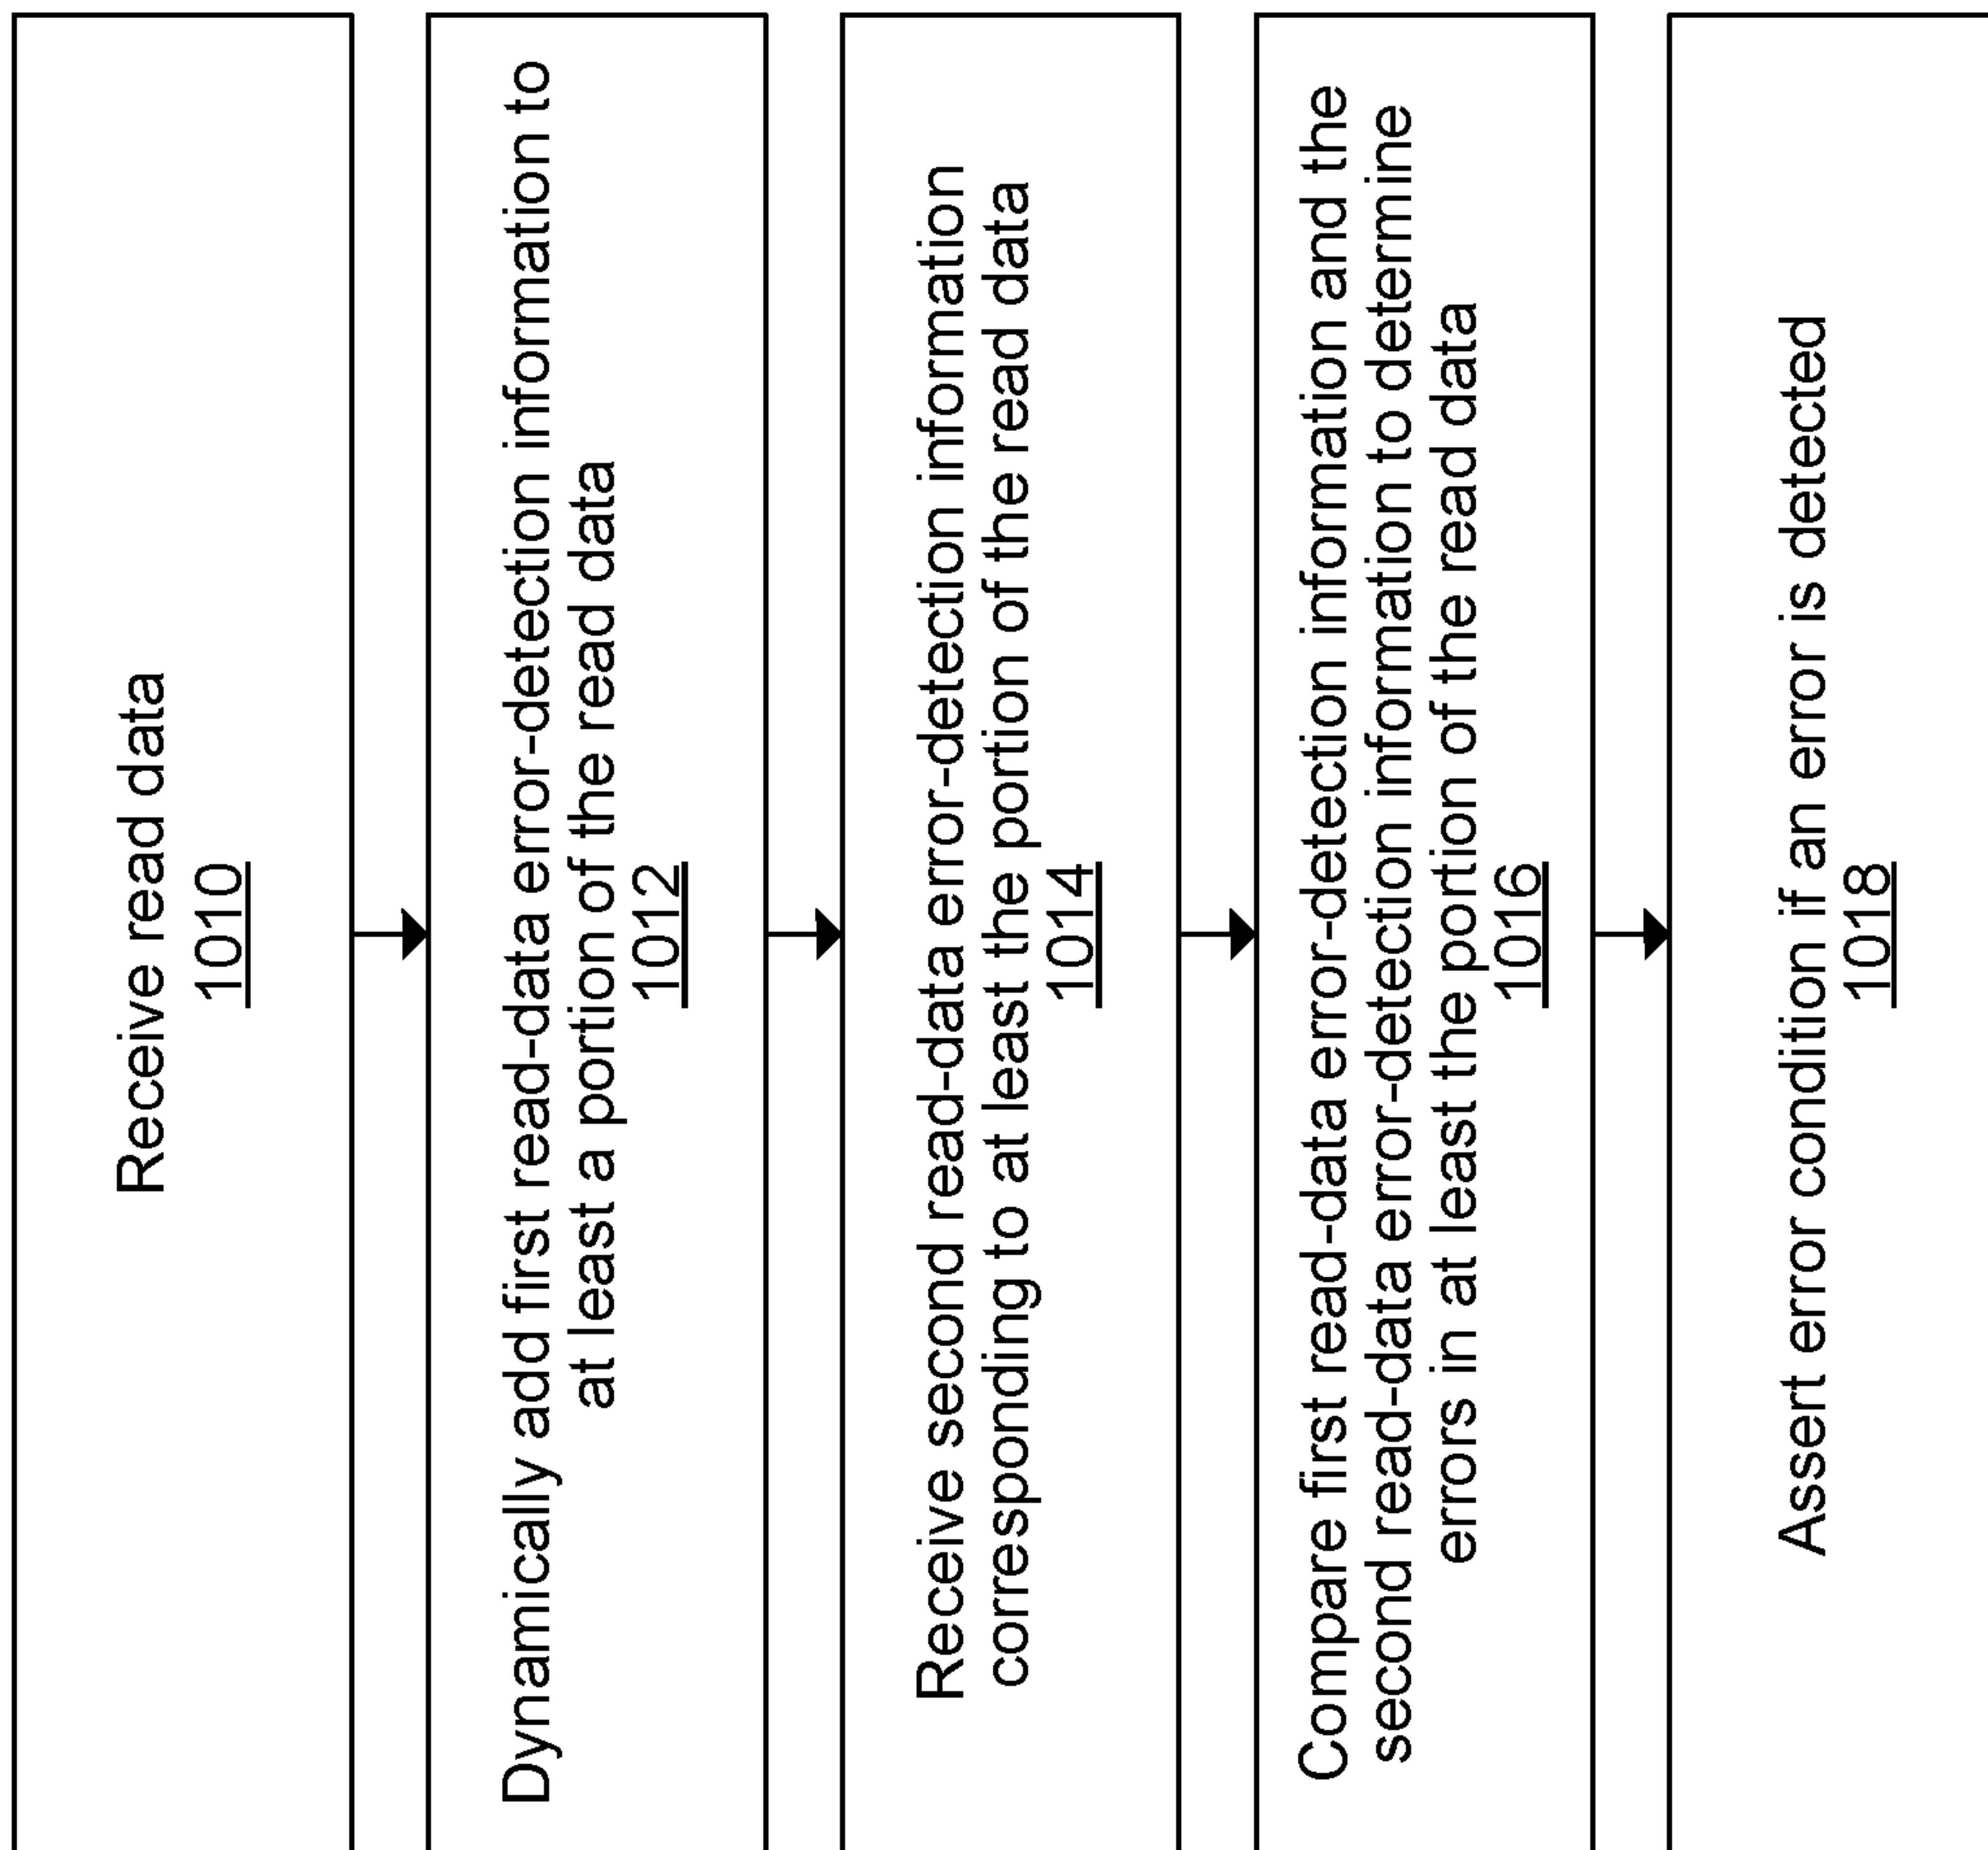 Receive read data
1010
Dynamically add first read-data error-detection information to
at least a portion of the read data
1012
Receive second read-data error-detection information
corresponding to at least the portion of the read data
1014
Compare first read-data error-detection information and the
second read-data error-detection information to determine
errors in at least the portion of the read data
1016
Assert error condition if an error is detected
1018